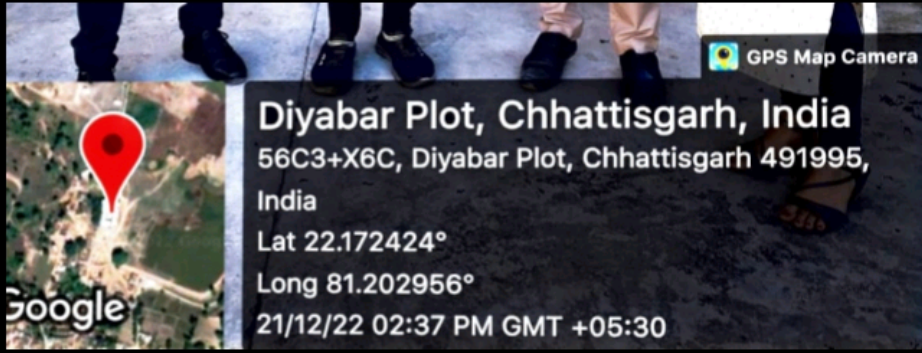 GPS Map Camera
Diyabar Plot, Chhattisgarh, India
56C3+X6C, Diyabar Plot, Chhattisgarh 491995,
India
Lat 22.172424°
Long 81.202956°
21/12/22 02:37 PM GMT +05:30
Google